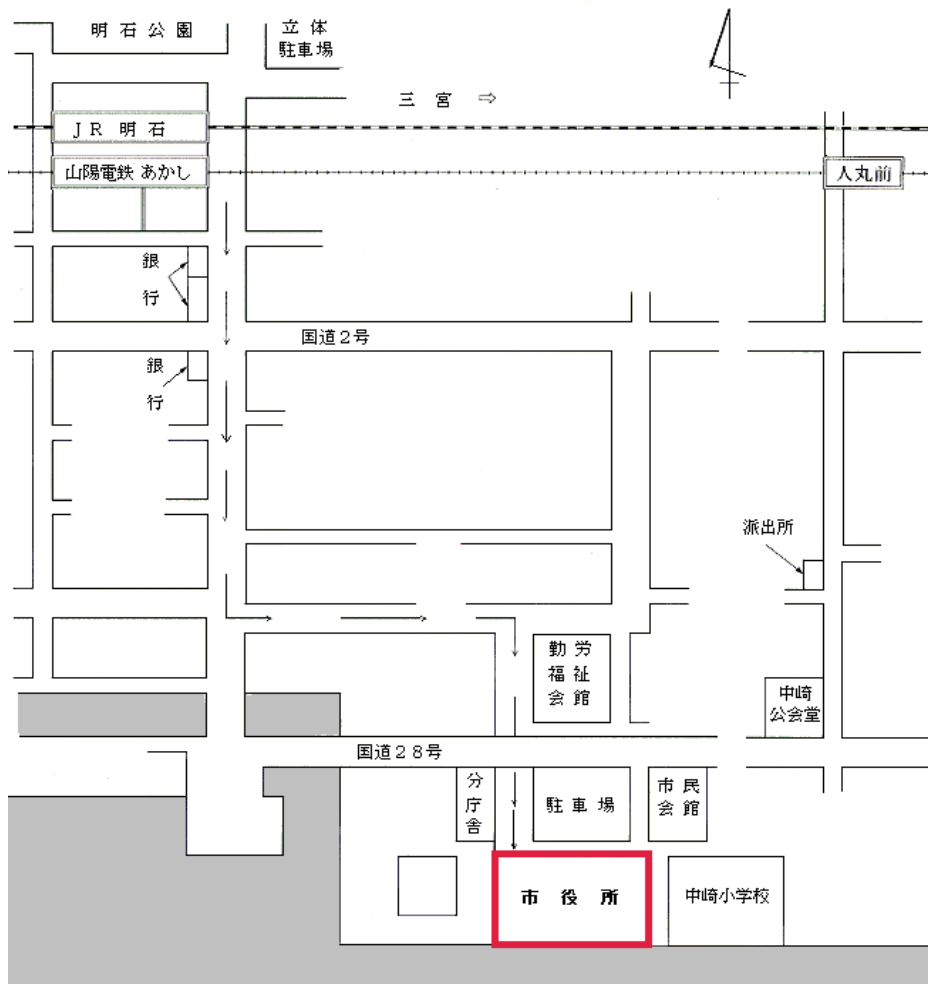 明石公園
立体
駐車場
三宮 ⇨
JR 明石
山陽電鉄 あかし
人丸前
銀
行
国道2号
銀
行
派出所
勤労
福祉
会館
中崎
公会堂
国道28号
分
庁
舎
駐車場
市民
会館
市役所
中崎小学校